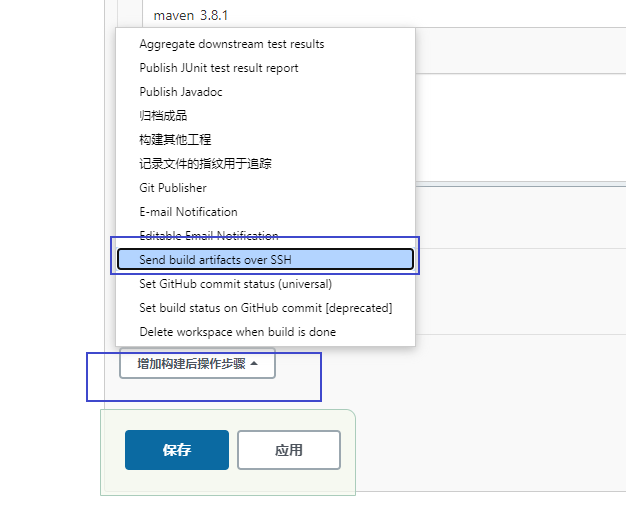 maven 3.8.1
Aggregate downstream test results
Publish JUnit test result report
Publish Javadoc
归档成品
构建其他工程
记录文件的指纹用于追踪
Git Publisher
E-mail Notification
Editable Email Notification
Send build artifacts over SSH
Set GitHub commit status (universal)
Set build status on GitHub commit [deprecated]
Delete workspace when build is done
增加构建后操作步骤
保存 应用